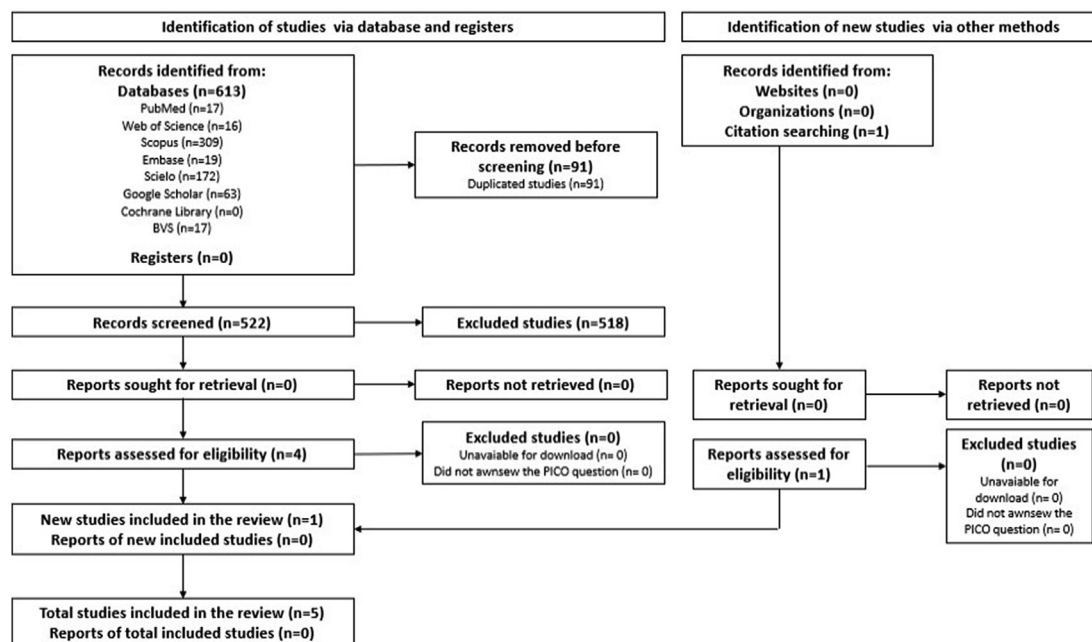 Identification of studies via database and registers
Records identified from:
Databases (n=613)
PubMed (n=17)
Web of Science (n=16)
Scopus (n=309)
Embase (n=19)
Scielo (n=172)
Google Scholar (n=63)
Cochrane Library (n=0)
BVS (n=17)
Registers (n=0)
Records removed before
screening (n=91)
Duplicated studies (n=91)
Records screened (n=522)
Excluded studies (n=518)
Reports sought for retrieval (n=0)
Reports not retrieved (n=0)
Reports assessed for eligibility (n=4)
Excluded studies (n=0)
Unavaiable for download (n= 0)
Did not awnsew the PICO question (n= 0)
New studies included in the review (n=1)
Reports of new included studies (n=0)
Total studies included in the review (n=5)
Reports of total included studies (n=0)
Identification of new studies via other methods
Records identified from:
Websites (n=0)
Organizations (n=0)
Citation searching (n=1)
Reports sought for
retrieval (n=0)
Reports not
retrieved (n=0)
Reports assessed for
eligibility (n=1)
Excluded studies
(n=0)
Unavaiable for
download (n= 0)
Did not awnsew the
PICO question (n= 0)